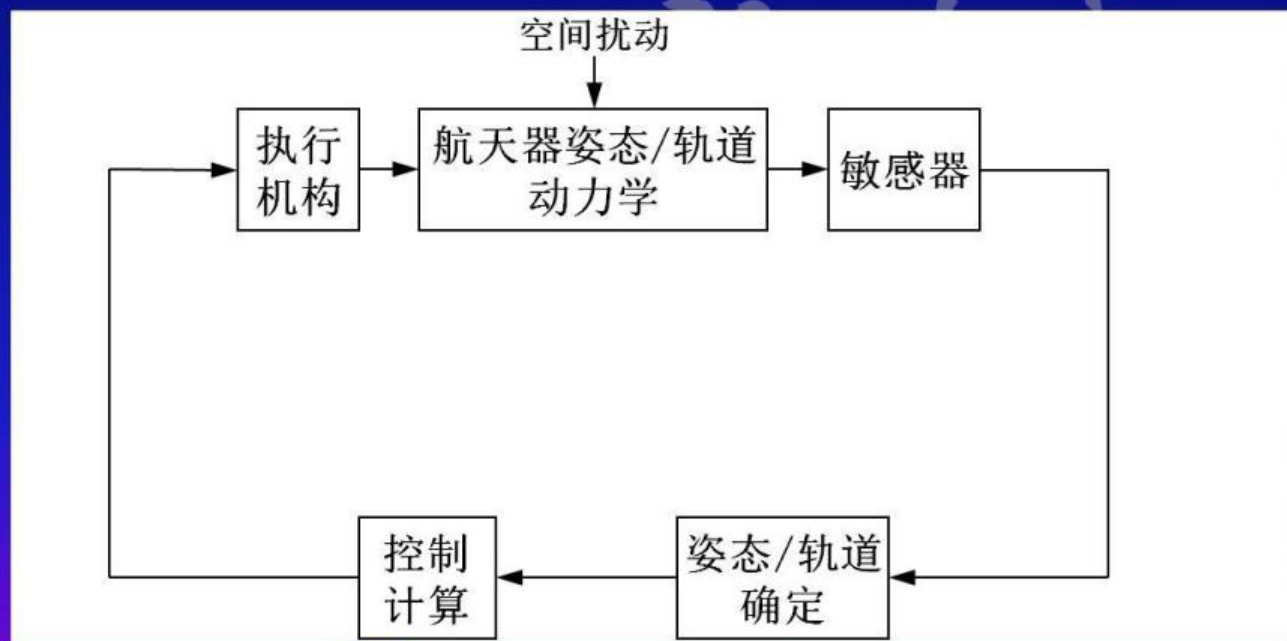 空间扰动
执行
机构
航天器姿态/轨道
动力学
敏感器
控制
计算
姿态/轨道
确定